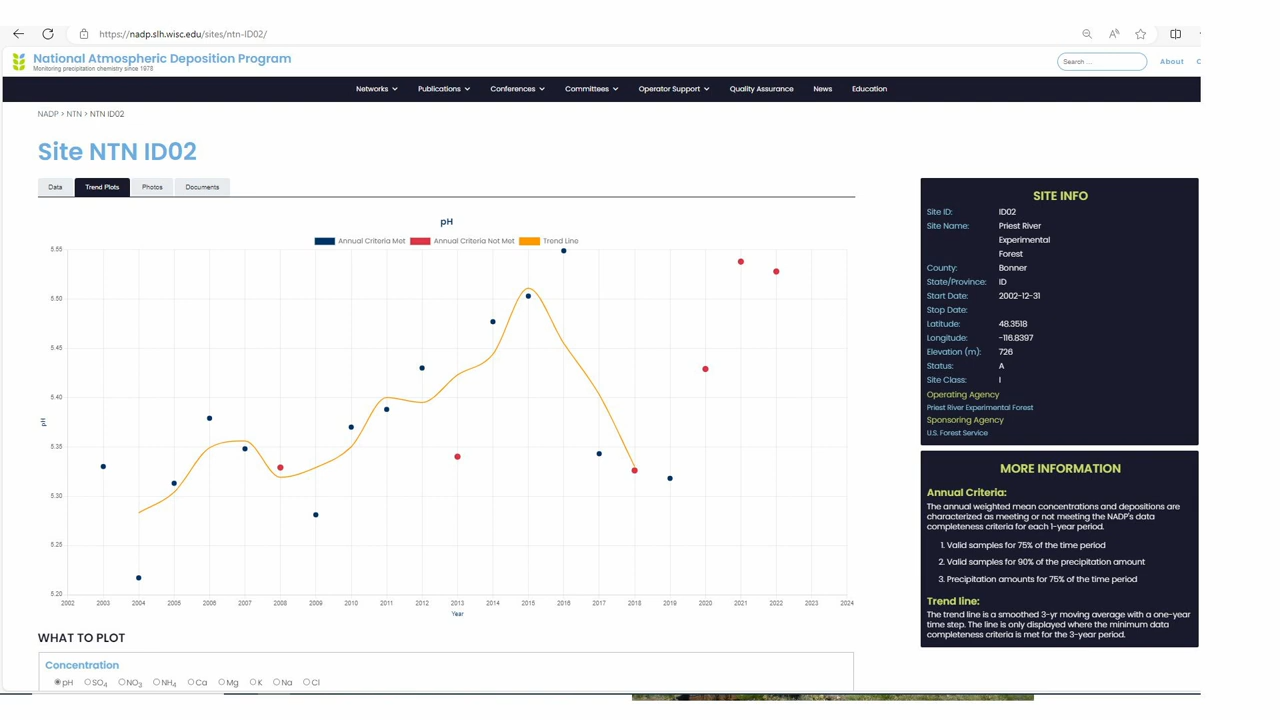 https://nadp.slh.wisc.edu/sites/ntn-ID02/
National Atmospheric Deposition Program
Monitoring precipitation chemistry since 1978
Search ...
About
Networks
Publications
Conferences
Committees
Operator Support
Quality Assurance
News
Education
NADP > NTN > NTN ID02
Site NTN ID02
Data
Trend Plots
Photos
Documents
pH
Annual Criteria Met
Annual Criteria Not Met
Trend Line
5.55
5.50
5.45
5.40
5.35
5.30
5.25
5.20
pH
2002 2003 2004 2005 2006 2007 2008 2009 2010 2011 2012 2013 2014 2015 2016 2017 2018 2019 2020 2021 2022 2023 2024
Year
WHAT TO PLOT
Concentration
pH SO4 NO3 NH4 Ca Mg K Na Cl
SITE INFO
Site ID: ID02
Site Name: Priest River
Experimental
Forest
County: Bonner
State/Province: ID
Start Date: 2002-12-31
Stop Date:
Latitude: 48.3518
Longitude: -116.8397
Elevation (m): 726
Status: A
Site Class: I
Operating Agency
Priest River Experimental Forest
Sponsoring Agency
U.S. Forest Service
MORE INFORMATION
Annual Criteria:
The annual weighted mean concentrations and depositions are
characterized as meeting or not meeting the NADP's data
completeness criteria for each 1-year period.
1. Valid samples for 75% of the time period
2. Valid samples for 90% of the precipitation amount
3. Precipitation amounts for 75% of the time period
Trend line:
The trend line is a smoothed 3-yr moving average with a one-year
time step. The line is only displayed where the minimum data
completeness criteria is met for the 3-year period.